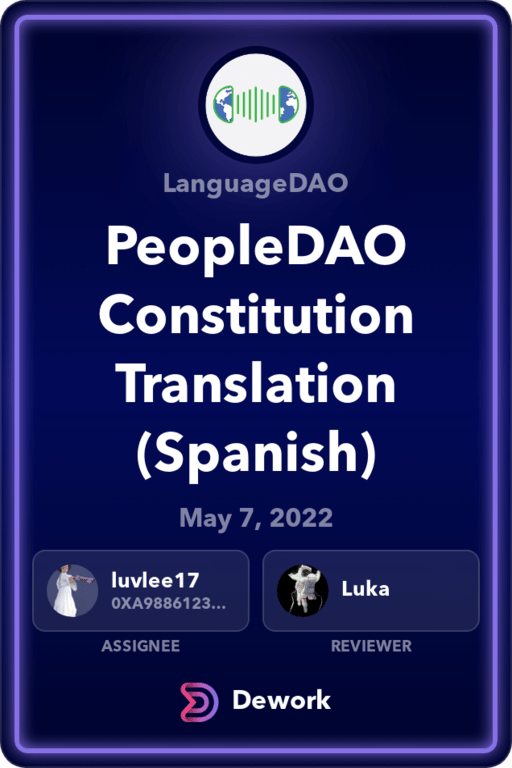 LanguageDAO
PeopleDAO
Constitution
Translation
(Spanish)
May 7, 2022
luvlee17
0XA9886123...
ASSIGNEE
Luka
REVIEWER
Dework